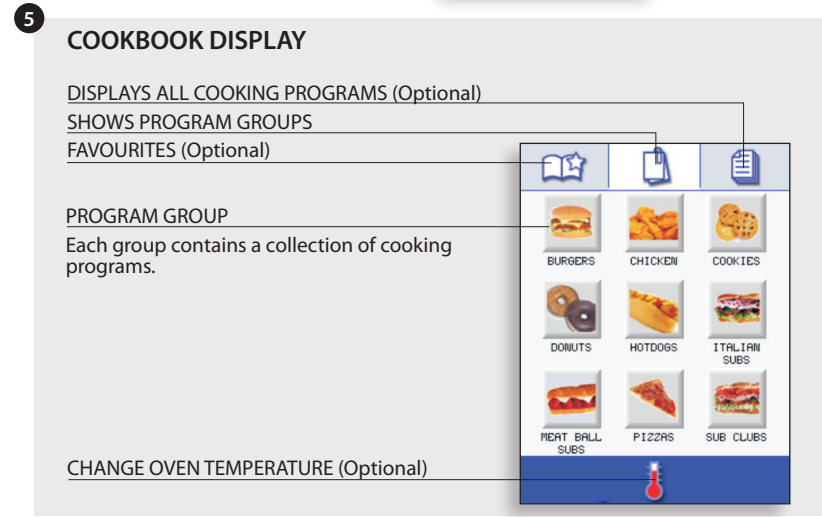 5
COOKBOOK DISPLAY
DISPLAYS ALL COOKING PROGRAMS (Optional)
SHOWS PROGRAM GROUPS
FAVOURITES (Optional)
PROGRAM GROUP
Each group contains a collection of cooking
programs.
BURGERS CHICKEN COOKIES
DONUTS HOTDOGS ITALIAN
SUBS
MEAT BALL PIZZAS SUB CLUBS
SUBS
CHANGE OVEN TEMPERATURE (Optional)